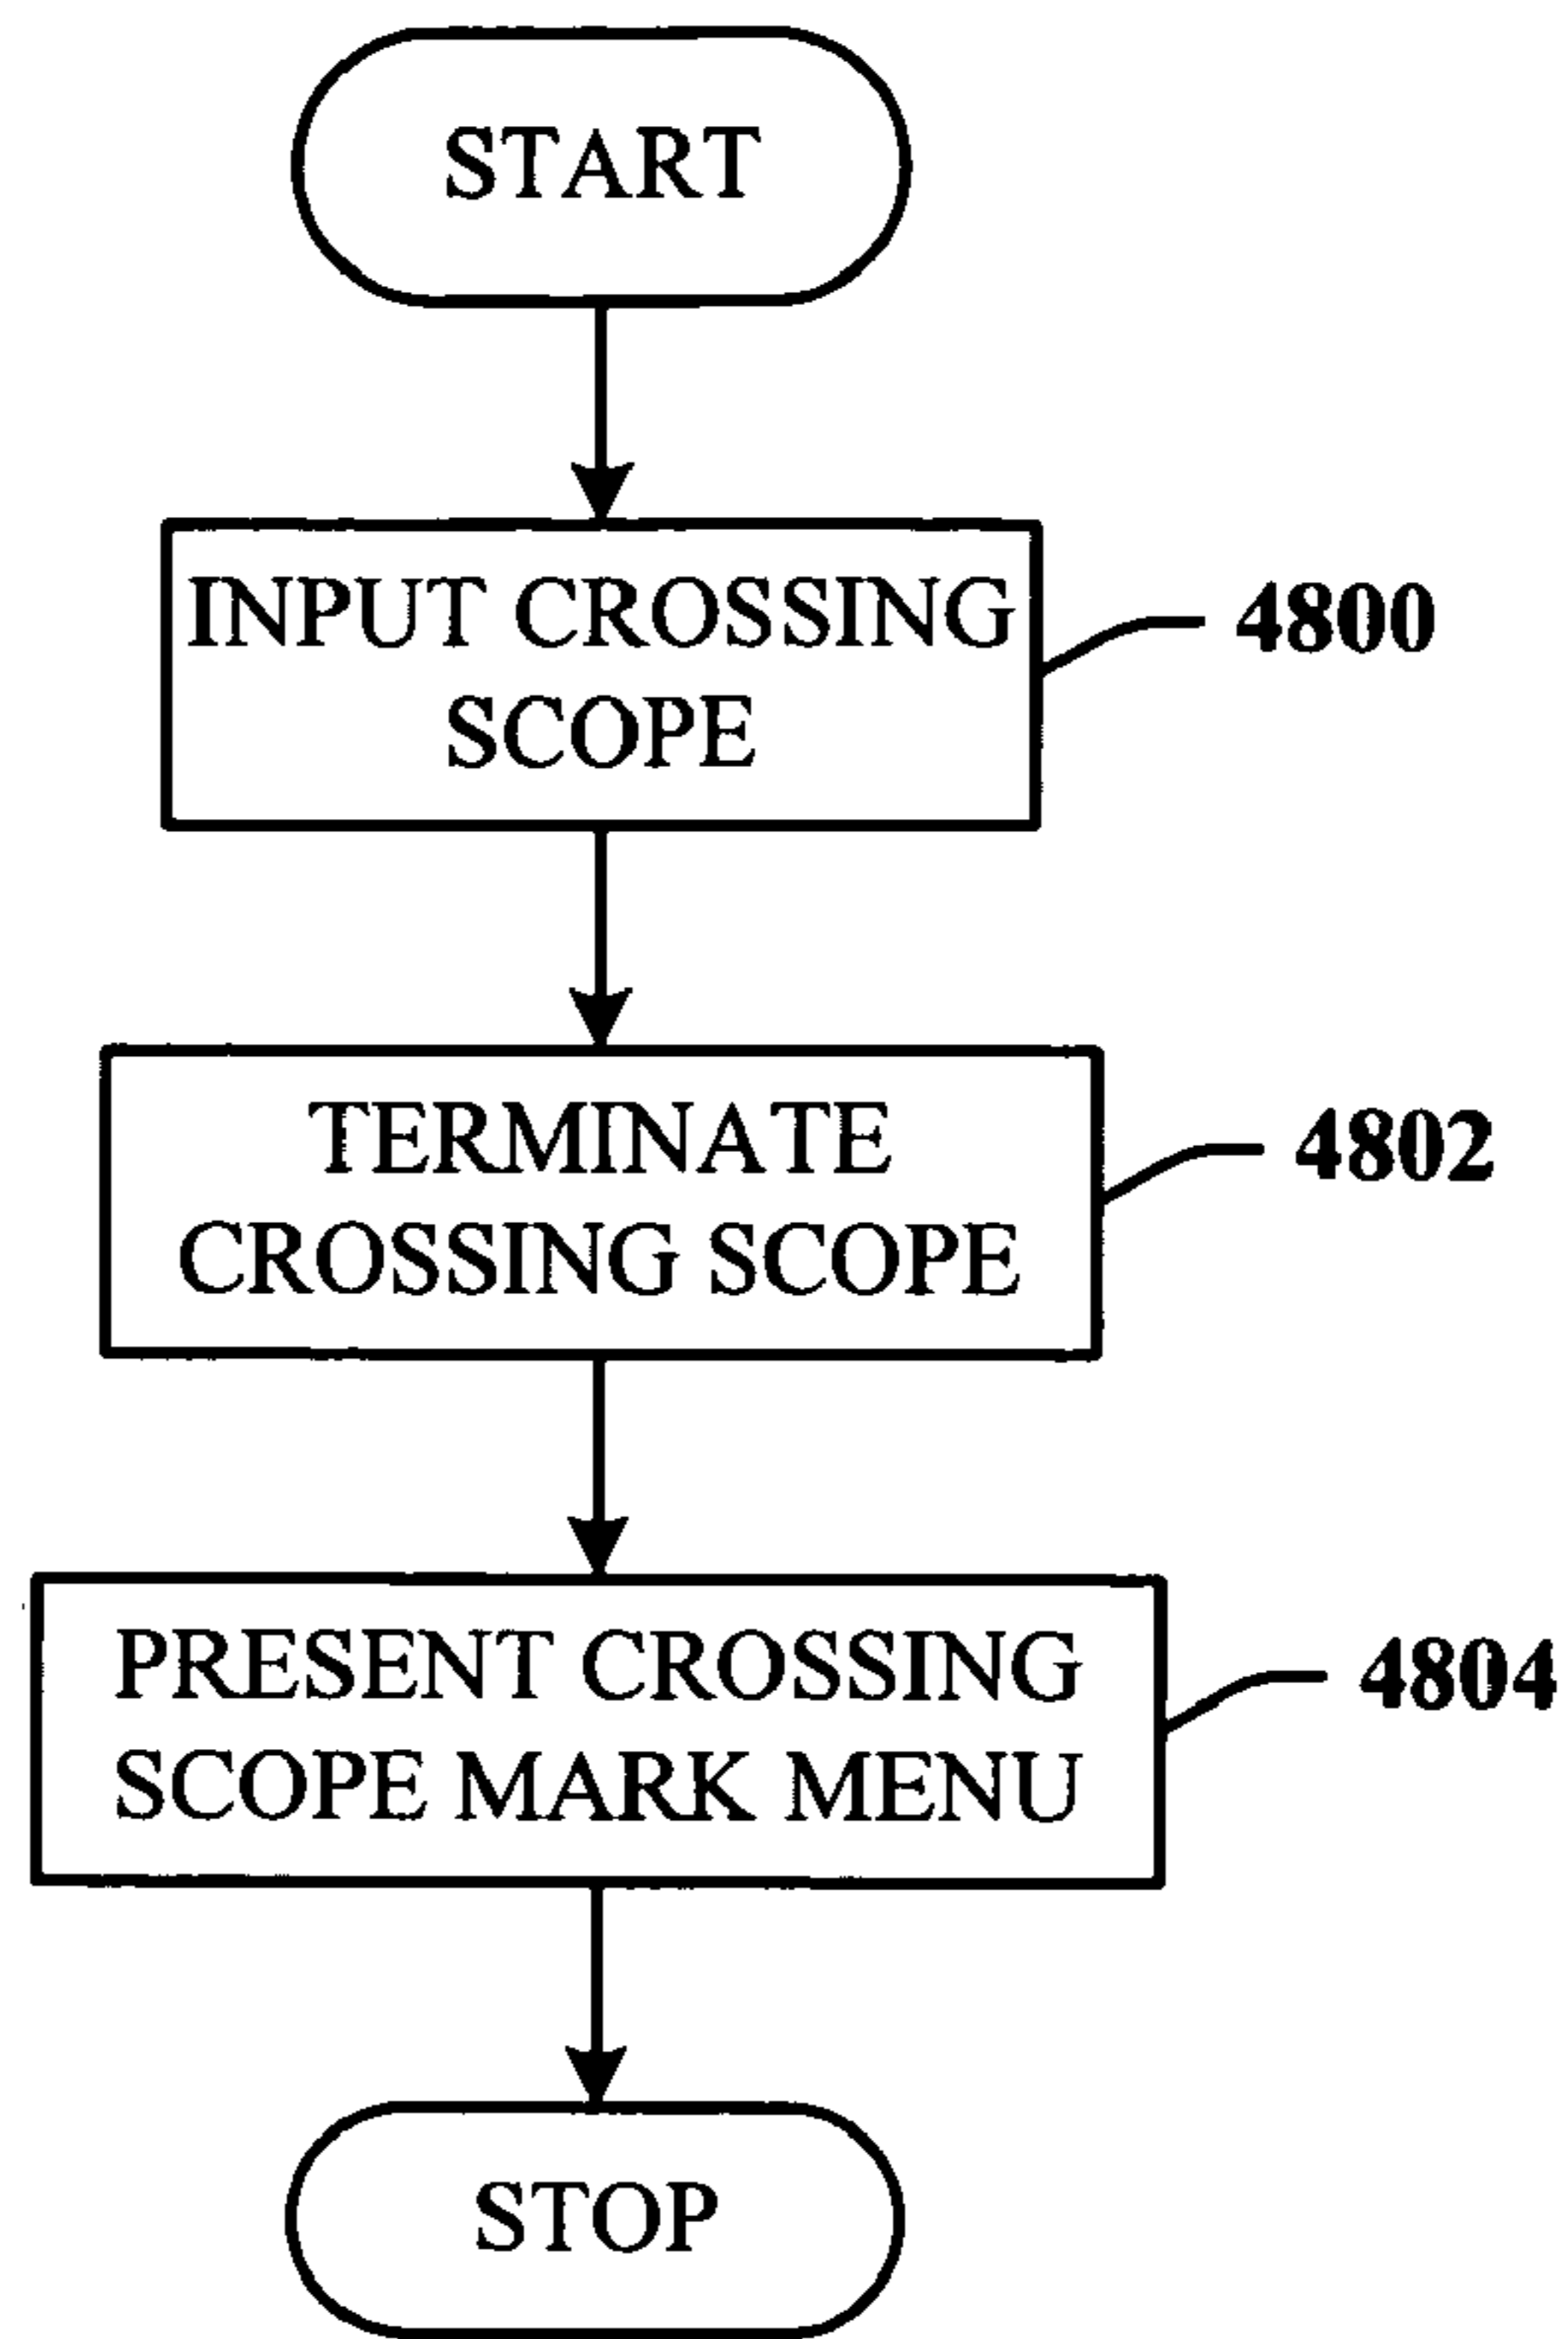 START
INPUT CROSSING
SCOPE
4800
TERMINATE
CROSSING SCOPE
4802
PRESENT CROSSING
SCOPE MARK MENU
4804
STOP